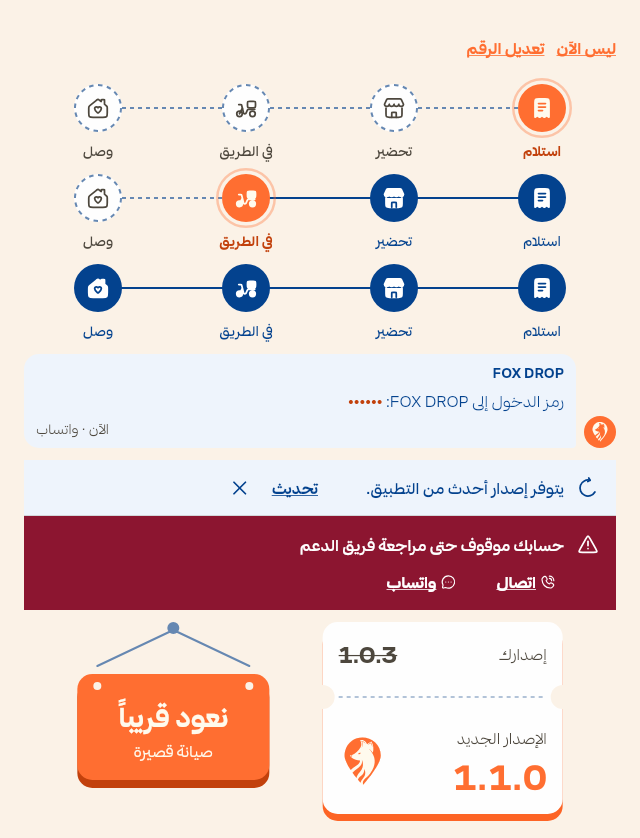 ليس الآن تعديل الرقم
استلام تحضير في الطريق وصل
استلام تحضير في الطريق وصل
استلام تحضير في الطريق وصل
FOX DROP
رمز الدخول إلى FOX DROP: ••••••
الآن · واتساب
يتوفر إصدار أحدث من التطبيق. تحديث
حسابك موقوف حتى مراجعة فريق الدعم
اتصال واتساب
إصدارك 1.0.3
الإصدار الجديد
1.1.0
نعود قريباً
صيانة قصيرة